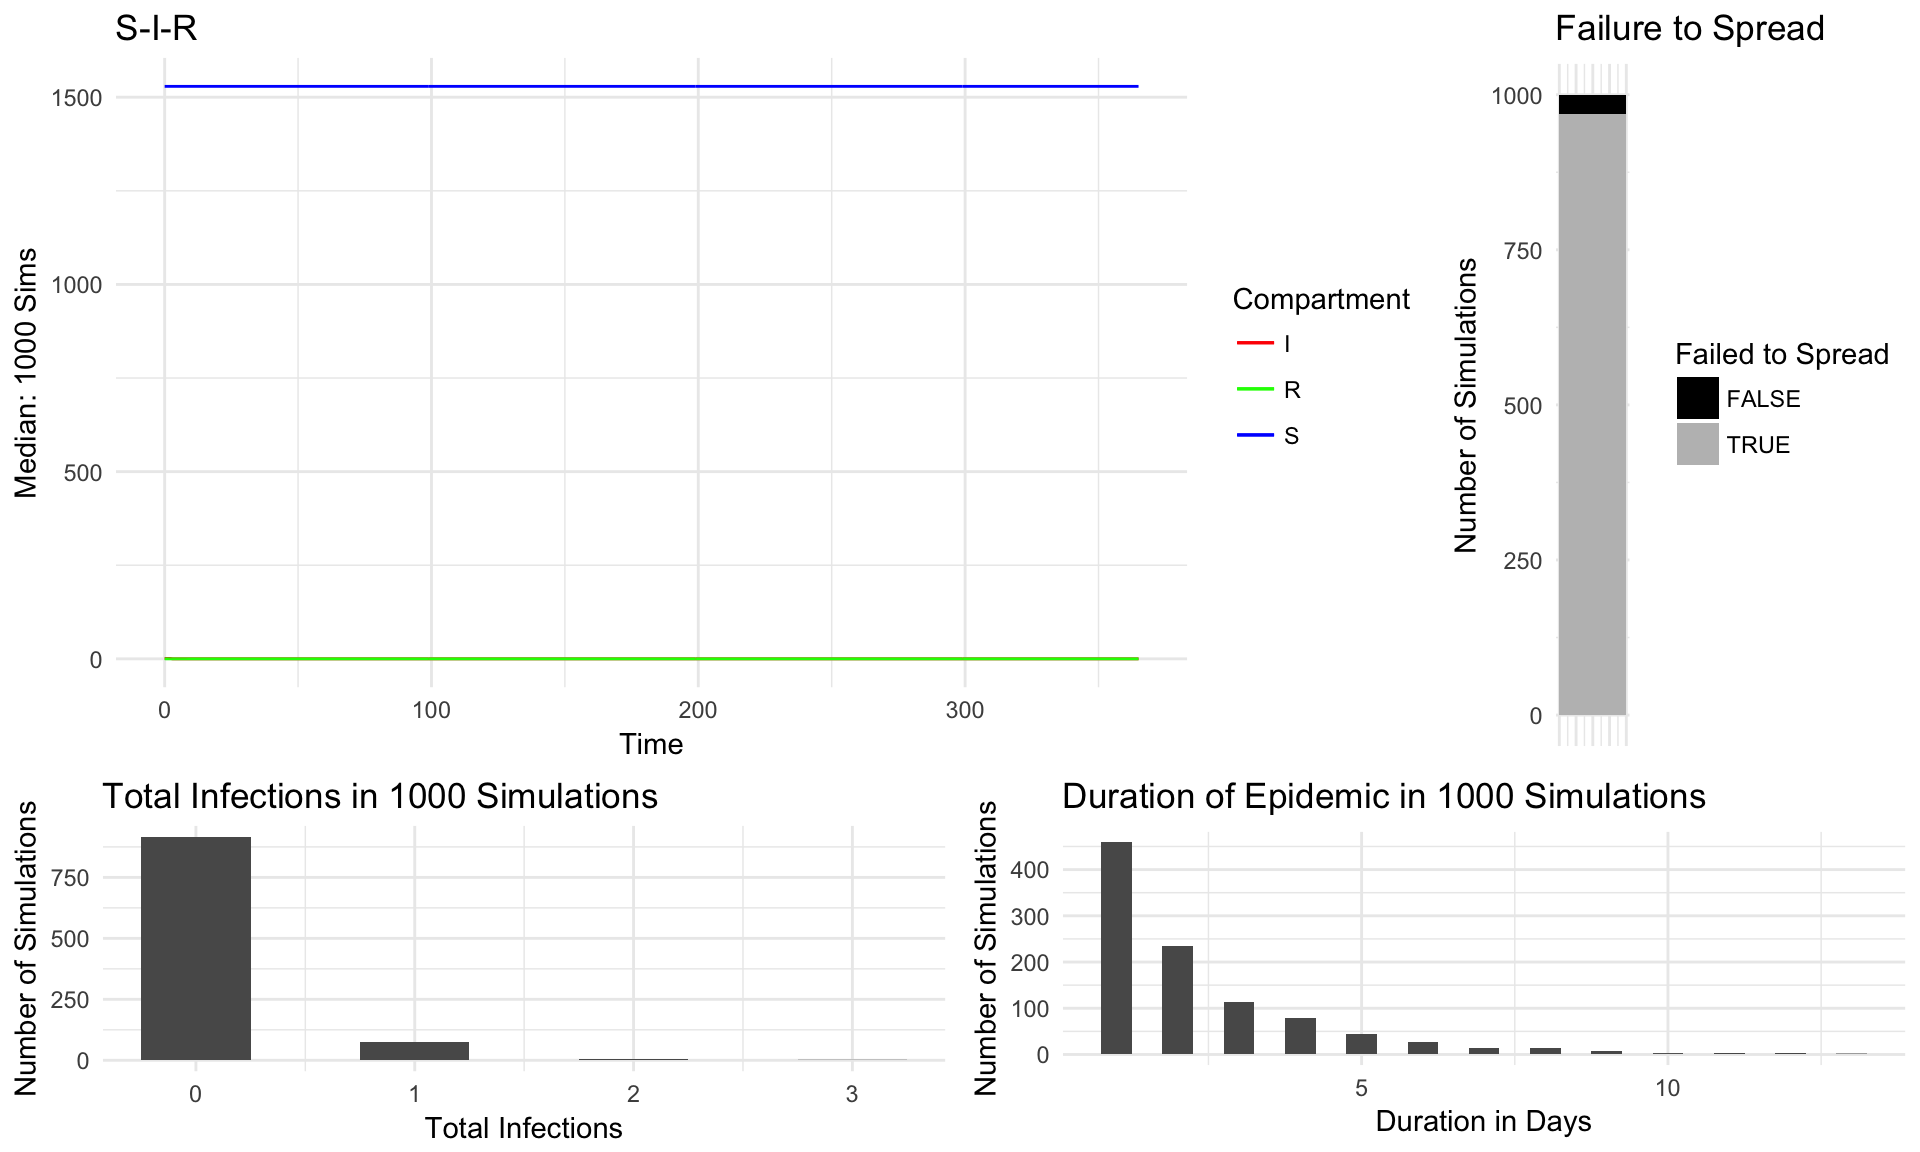 S-I-R
Median: 1000 Sims
1500
1000
500
0
0 100 200 300
Time
Compartment
I
R
S
Failure to Spread
Number of Simulations
1000
750
500
250
0
Failed to Spread
FALSE
TRUE
Total Infections in 1000 Simulations
Number of Simulations
750
500
250
0
0 1 2 3
Total Infections
Duration of Epidemic in 1000 Simulations
Number of Simulations
400
300
200
100
0
5 10
Duration in Days